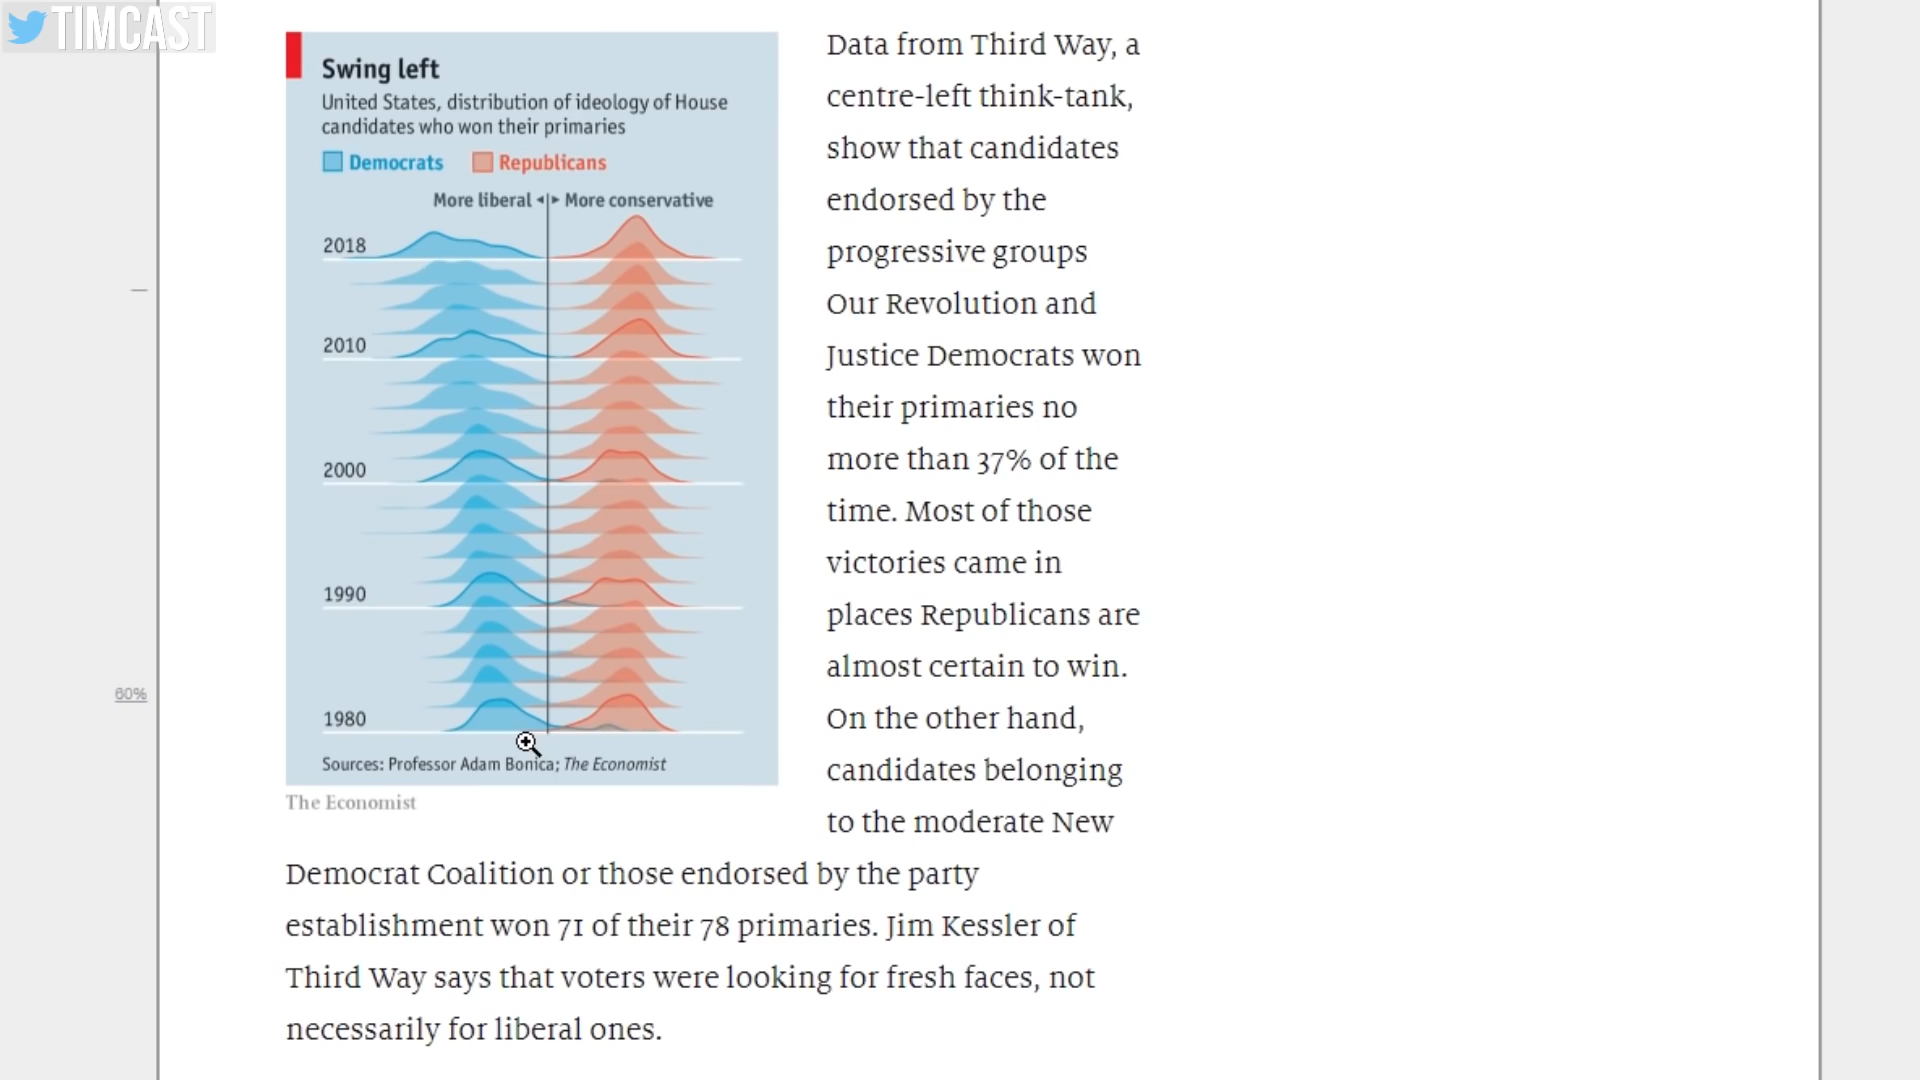 TIMCAST
Swing left
United States, distribution of ideology of House
candidates who won their primaries
Democrats Republicans
More liberal More conservative
2018
2010
2000
1990
1980
Sources: Professor Adam Bonica; The Economist
The Economist
60%
Data from Third Way, a
centre-left think-tank,
show that candidates
endorsed by the
progressive groups
Our Revolution and
Justice Democrats won
their primaries no
more than 37% of the
time. Most of those
victories came in
places Republicans are
almost certain to win.
On the other hand,
candidates belonging
to the moderate New
Democrat Coalition or those endorsed by the party
establishment won 71 of their 78 primaries. Jim Kessler of
Third Way says that voters were looking for fresh faces, not
necessarily for liberal ones.